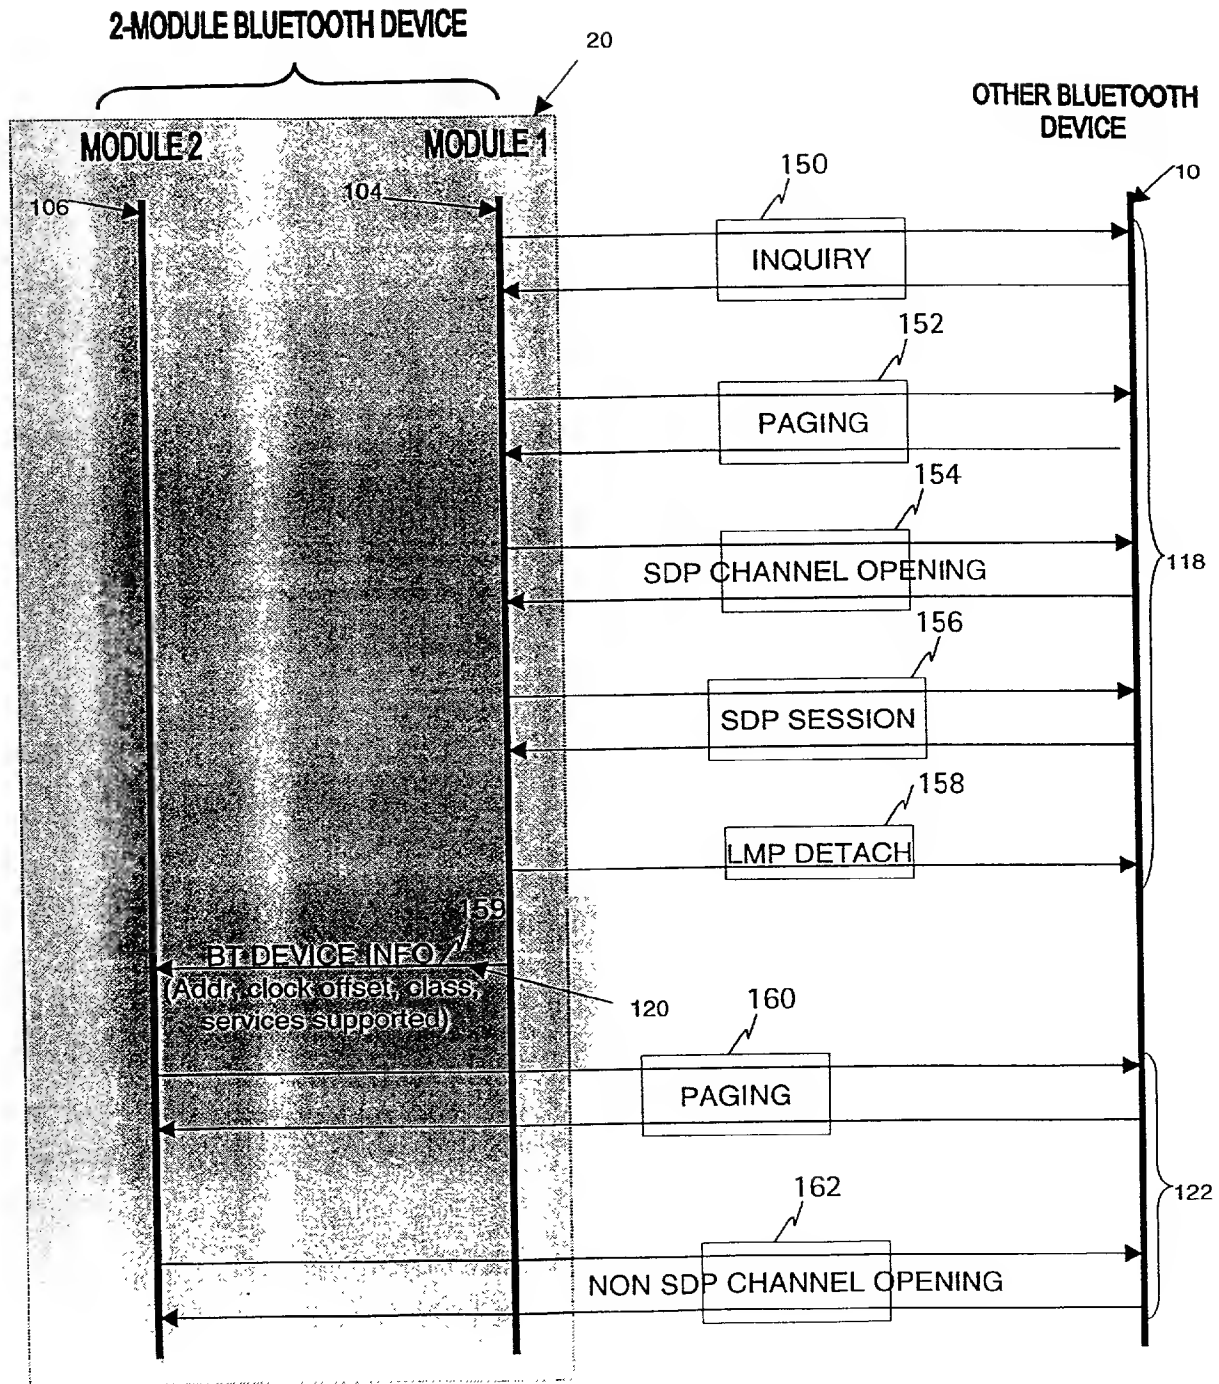 2-MODULE BLUETOOTH DEVICE
20
OTHER BLUETOOTH
DEVICE
MODULE 2
MODULE 1
150
10
106
104
INQUIRY
152
PAGING
154
SDP CHANNEL OPENING
118
156
SDP SESSION
158
LMP DETACH
159
BT DEVICE INFO
(Addr, clock offset, class,
services supported)
120
160
PAGING
122
162
NON SDP CHANNEL OPENING